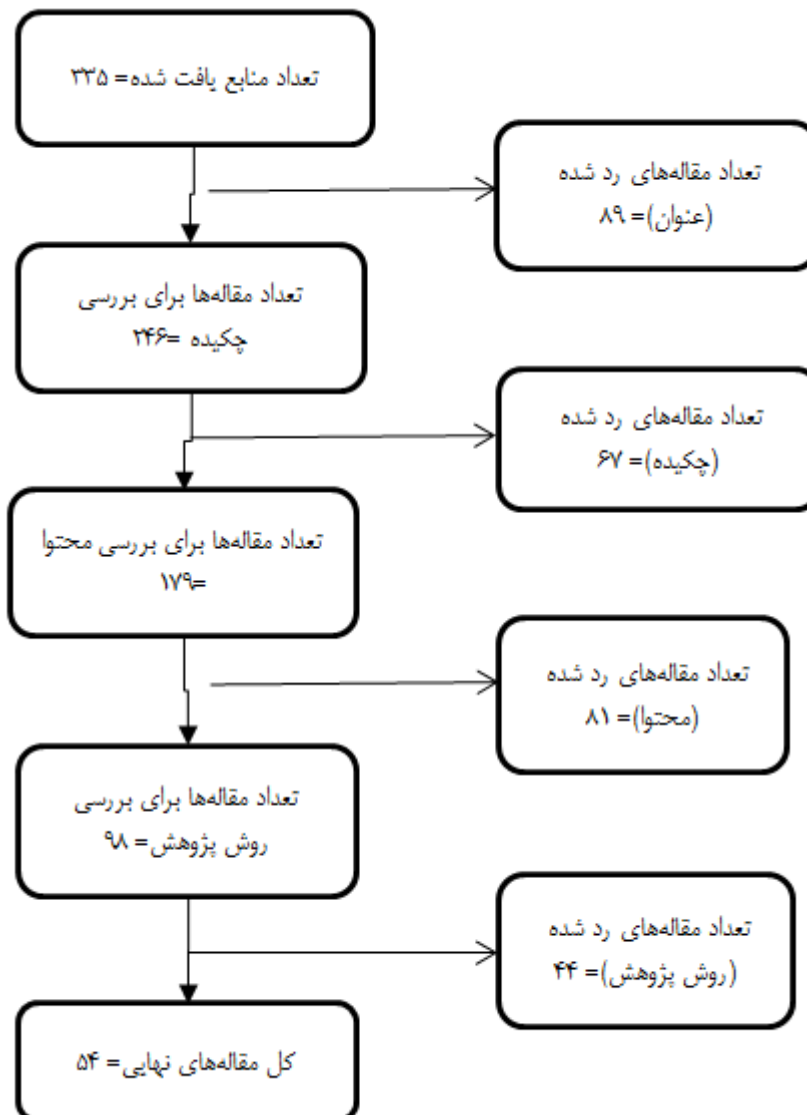 تعداد منابع یافت شده= ۳۳۵
تعداد مقاله‌های رد شده
(عنوان)= ۸۹
تعداد مقاله‌ها برای بررسی
چکیده =۲۴۶
تعداد مقاله‌های رد شده
(چکیده)= ۶۷
تعداد مقاله‌ها برای بررسی محتوا
=۱۷۹
تعداد مقاله‌های رد شده
(محتوا)= ۸۱
تعداد مقاله‌ها برای بررسی
روش پژوهش= ۹۸
تعداد مقاله‌های رد شده
(روش پژوهش)= ۴۴
کل مقاله‌های نهایی= ۵۴